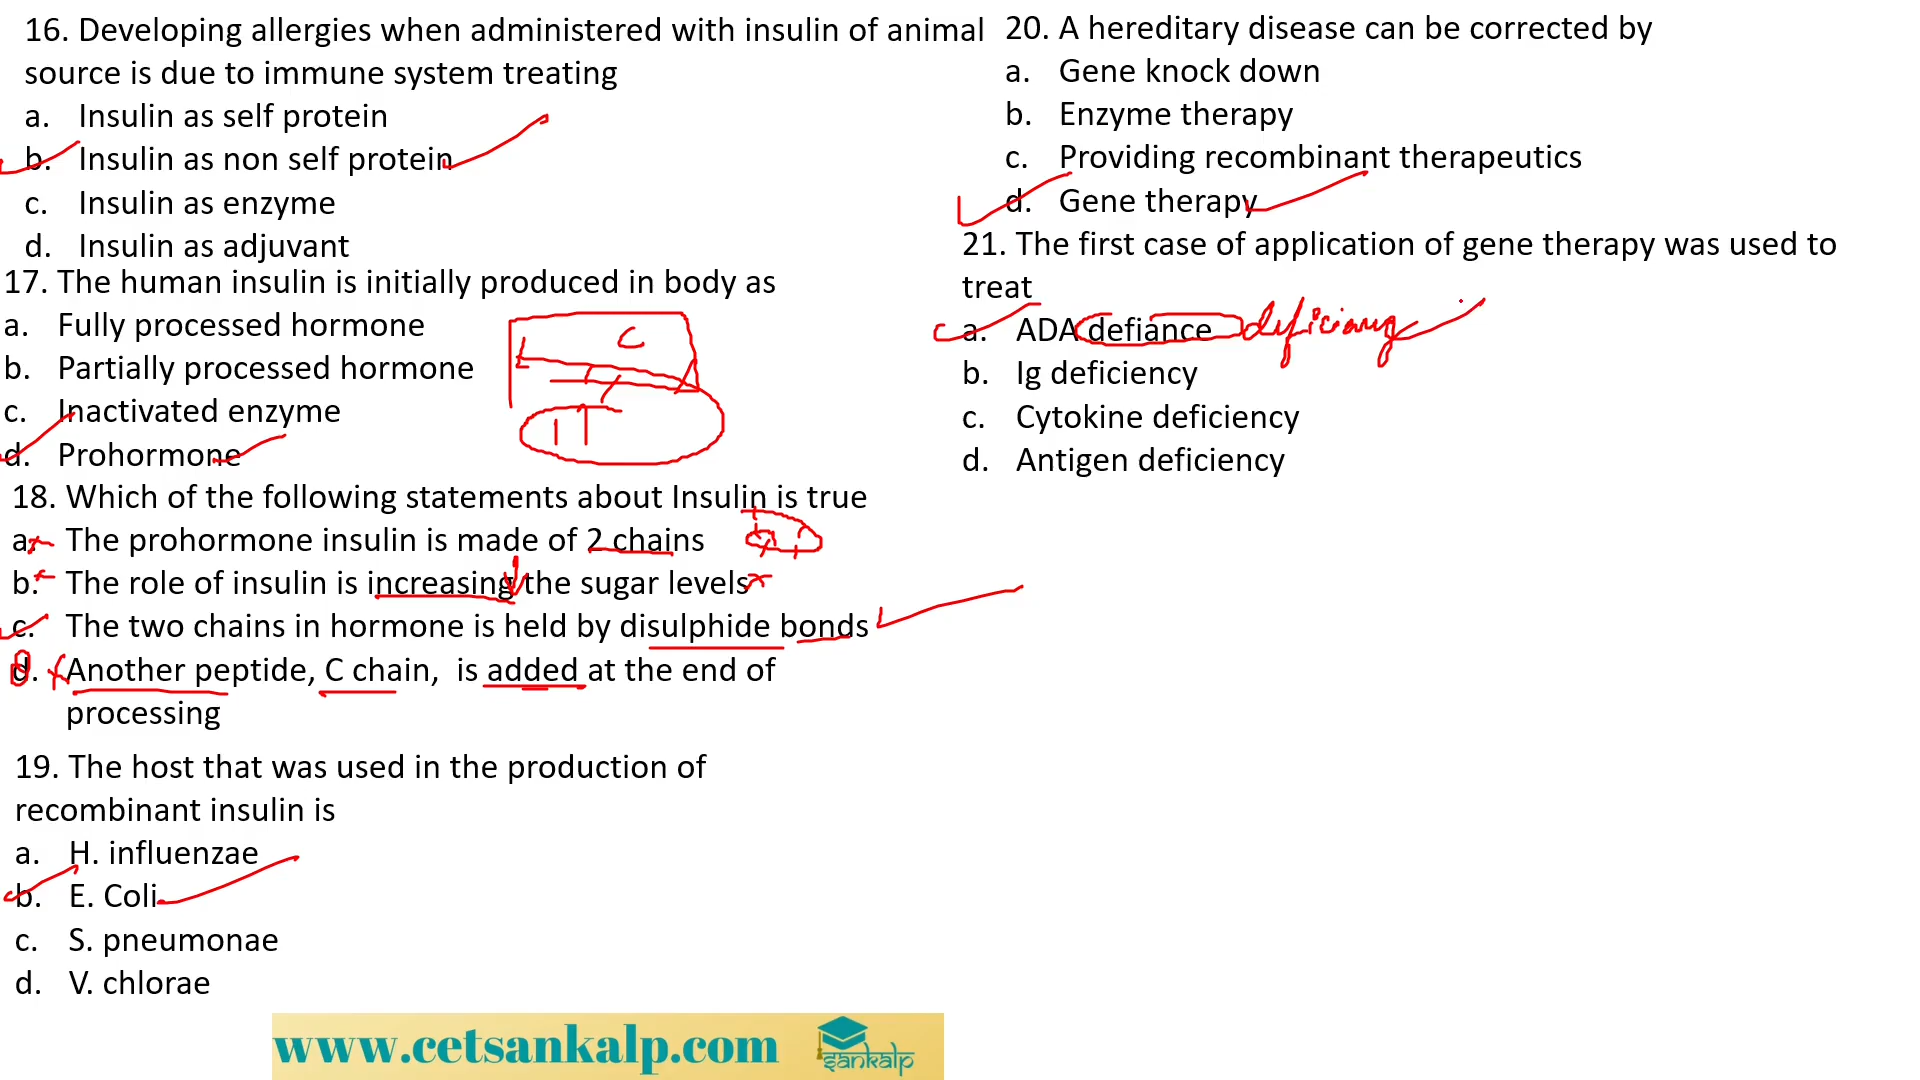 16. Developing allergies when administered with insulin of animal
source is due to immune system treating
a. Insulin as self protein
b. Insulin as non self protein
c. Insulin as enzyme
d. Insulin as adjuvant
17. The human insulin is initially produced in body as
a. Fully processed hormone
b. Partially processed hormone
c. Inactivated enzyme
d. Prohormone
C
18. Which of the following statements about Insulin is true
a. The prohormone insulin is made of 2 chains
b. The role of insulin is increasing the sugar levels
c. The two chains in hormone is held by disulphide bonds
d. Another peptide, C chain, is added at the end of
processing
19. The host that was used in the production of
recombinant insulin is
a. H. influenzae
b. E. Coli
c. S. pneumonae
d. V. chlorae
20. A hereditary disease can be corrected by
a. Gene knock down
b. Enzyme therapy
c. Providing recombinant therapeutics
d. Gene therapy
21. The first case of application of gene therapy was used to
treat
a. ADA defiance deficiency
b. Ig deficiency
c. Cytokine deficiency
d. Antigen deficiency
www.cetsankalp.com
sankalp